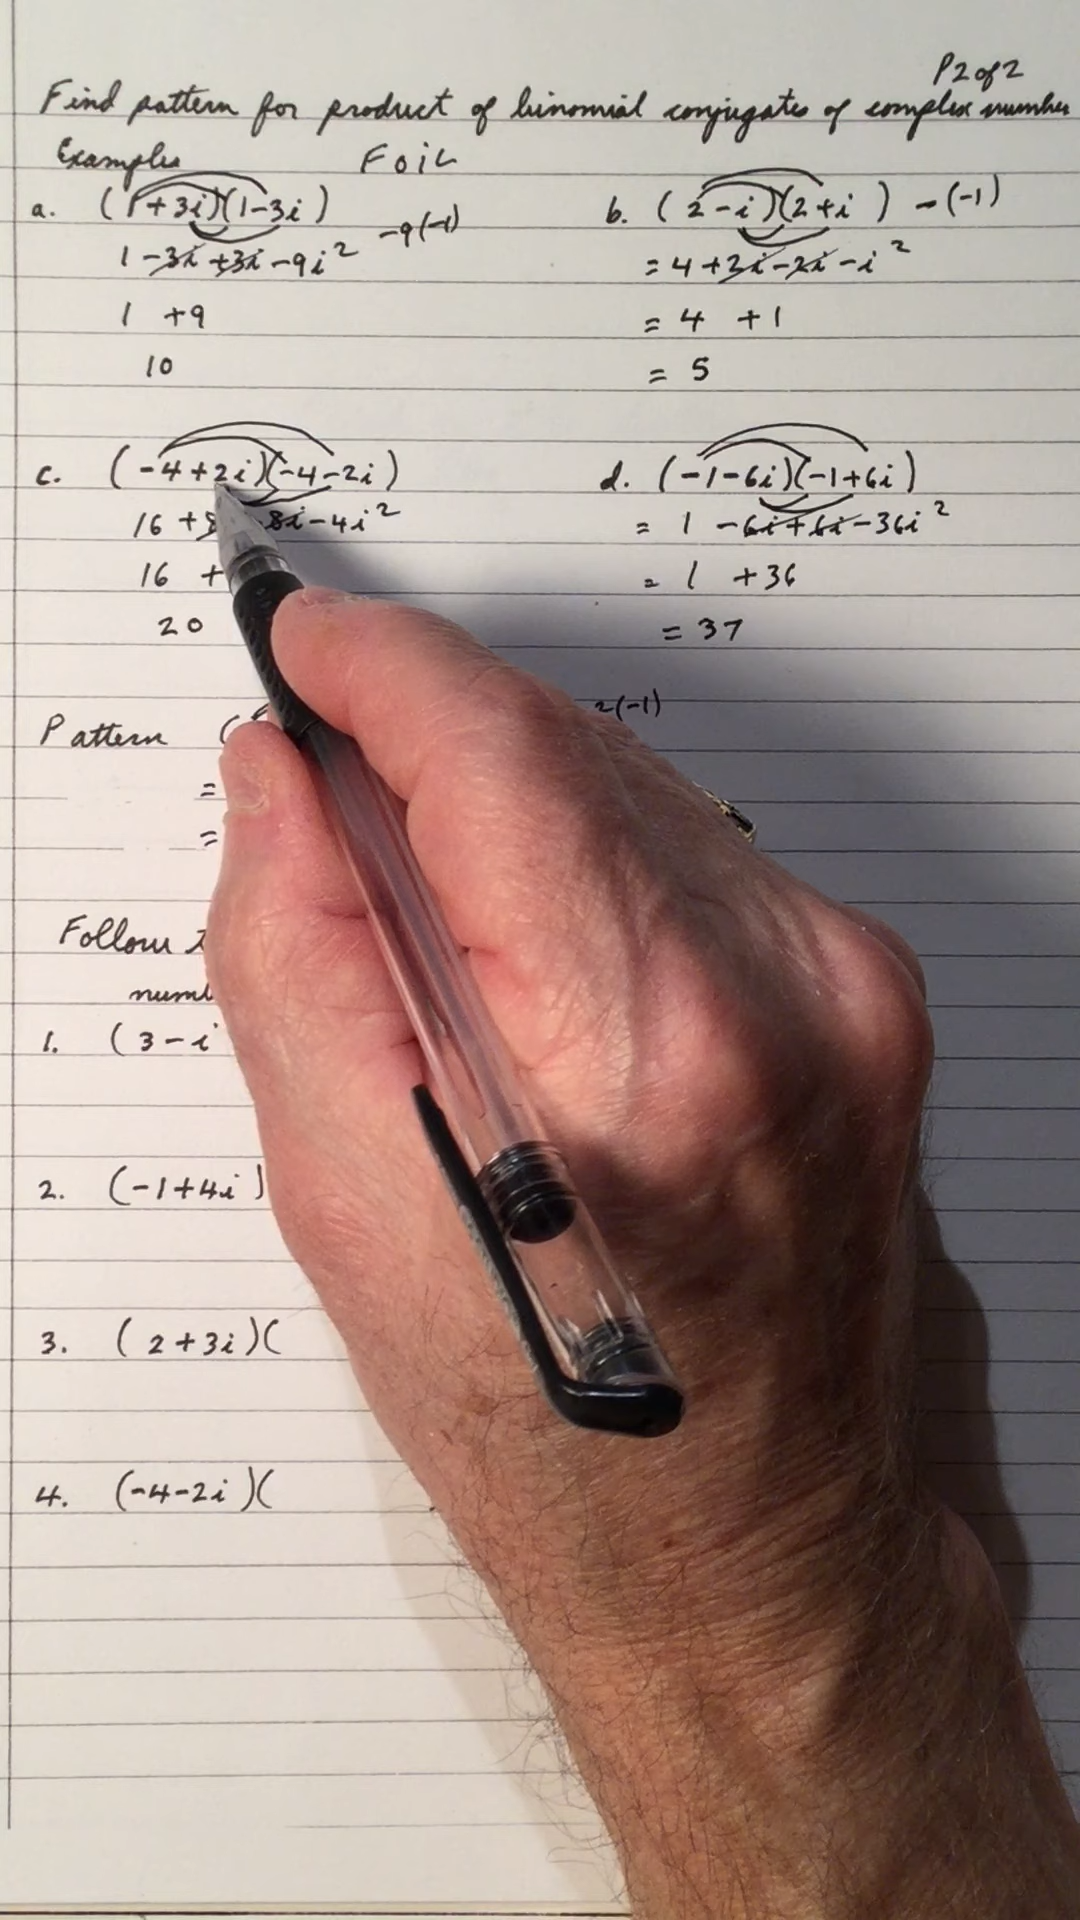 P2 of 2
Find pattern for product of binomial conjugates of complex number
Examples FOIL
a. (1+3i)(1-3i)
-9(-1)
1 -3i +3i -9i²
1 +9
10
b. (2-i)(2+i) -(-1)
= 4 +2i -2i -i²
= 4 +1
= 5
c. (-4+2i)(-4-2i)
16 + 8i -4i²
16 +
20
d. (-1-6i)(-1+6i)
= 1 -6i +6i -36i²
= 1 +36
= 37
2(-1)
Pattern (
=
=
Follow
1. (3-i
2. (-1+4i)
3. (2+3i)(
4. (-4-2i)(